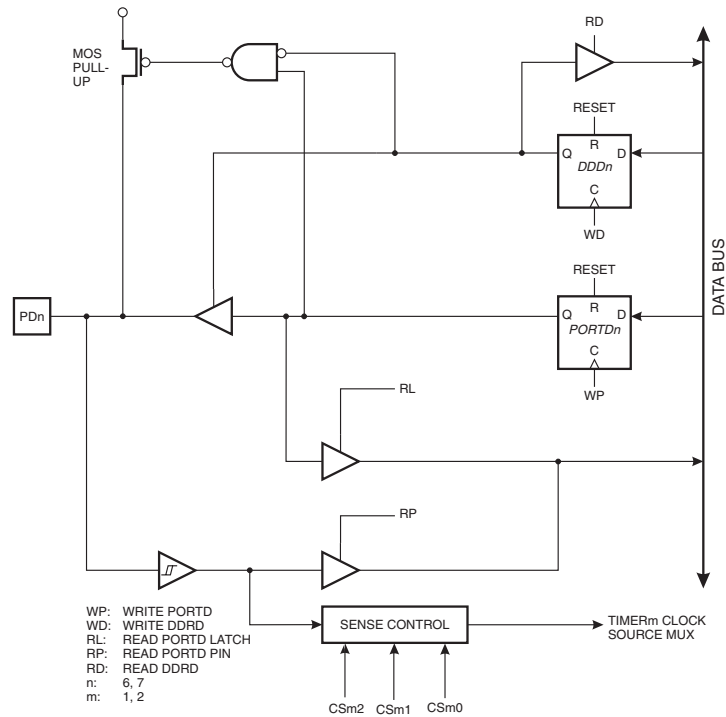 RD
MOS
PULL-
UP
RESET
R
Q
D
DDDn
C
WD
DATA BUS
RESET
PDn
R
Q
D
PORTDn
C
WP
RL
RP
WP: WRITE PORTD
WD: WRITE DDRD
RL: READ PORTD LATCH
RP: READ PORTD PIN
RD: READ DDRD
n: 6, 7
m: 1, 2
SENSE CONTROL
TIMERm CLOCK
SOURCE MUX
CSm2
CSm1
CSm0